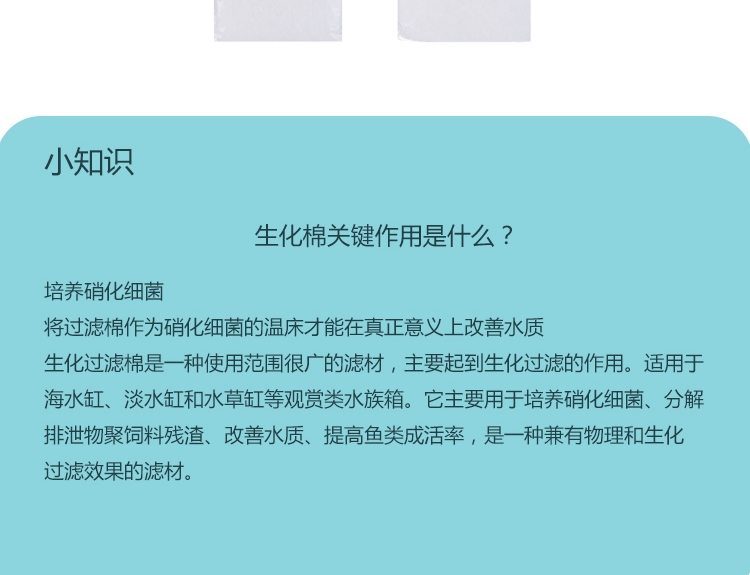 小知识
生化棉关键作用是什么？
培养硝化细菌
将过滤棉作为硝化细菌的温床才能在真正意义上改善水质
生化过滤棉是一种使用范围很广的滤材，主要起到生化过滤的作用。适用于
海水缸、淡水缸和水草缸等观赏类水族箱。它主要用于培养硝化细菌、分解
排泄物聚饲料残渣、改善水质、提高鱼类成活率，是一种兼有物理和生化
过滤效果的滤材。